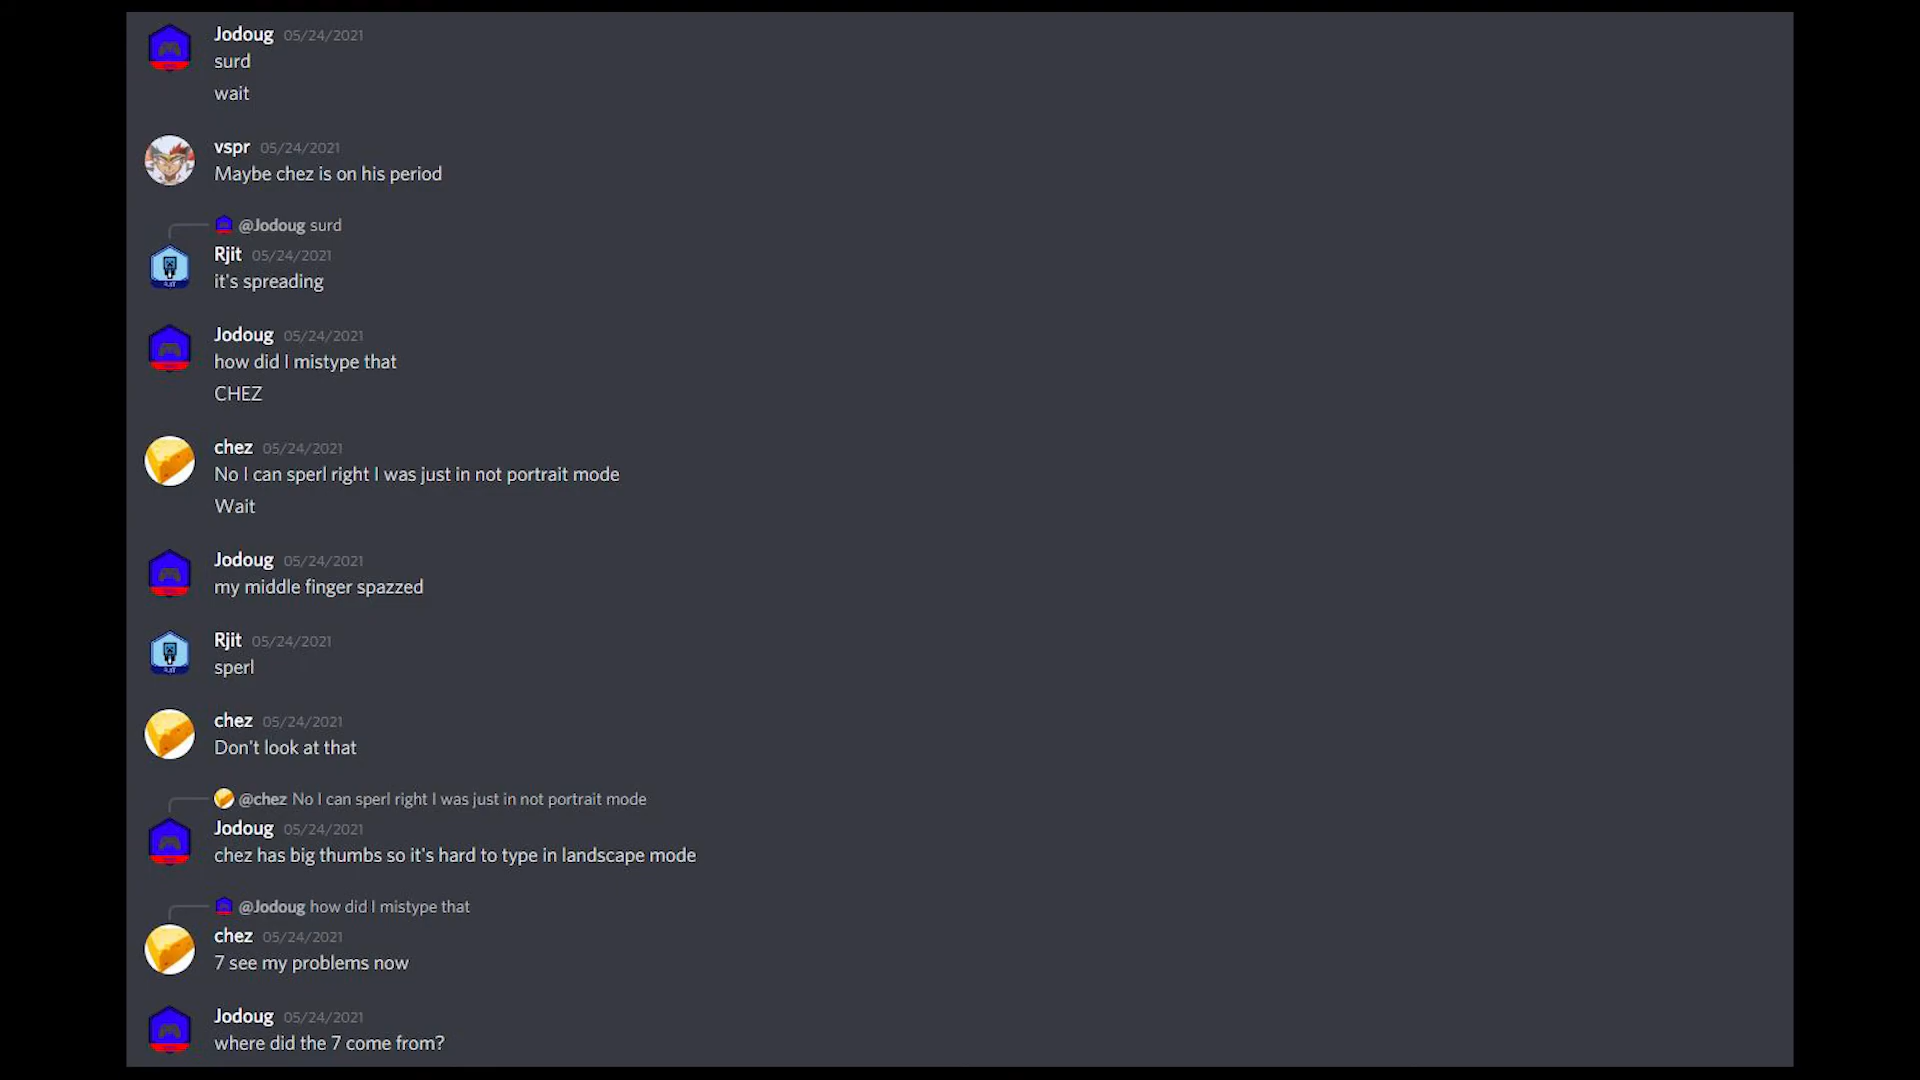 Jodoug 05/24/2021
surd
wait
vspr 05/24/2021
Maybe chez is on his period
@Jodoug surd
Rjit 05/24/2021
it's spreading
Jodoug 05/24/2021
how did I mistype that
CHEZ
chez 05/24/2021
No I can sperl right I was just in not portrait mode
Wait
Jodoug 05/24/2021
my middle finger spazzed
Rjit 05/24/2021
sperl
chez 05/24/2021
Don't look at that
@chez No I can sperl right I was just in not portrait mode
Jodoug 05/24/2021
chez has big thumbs so it's hard to type in landscape mode
@Jodoug how did I mistype that
chez 05/24/2021
7 see my problems now
Jodoug 05/24/2021
where did the 7 come from?